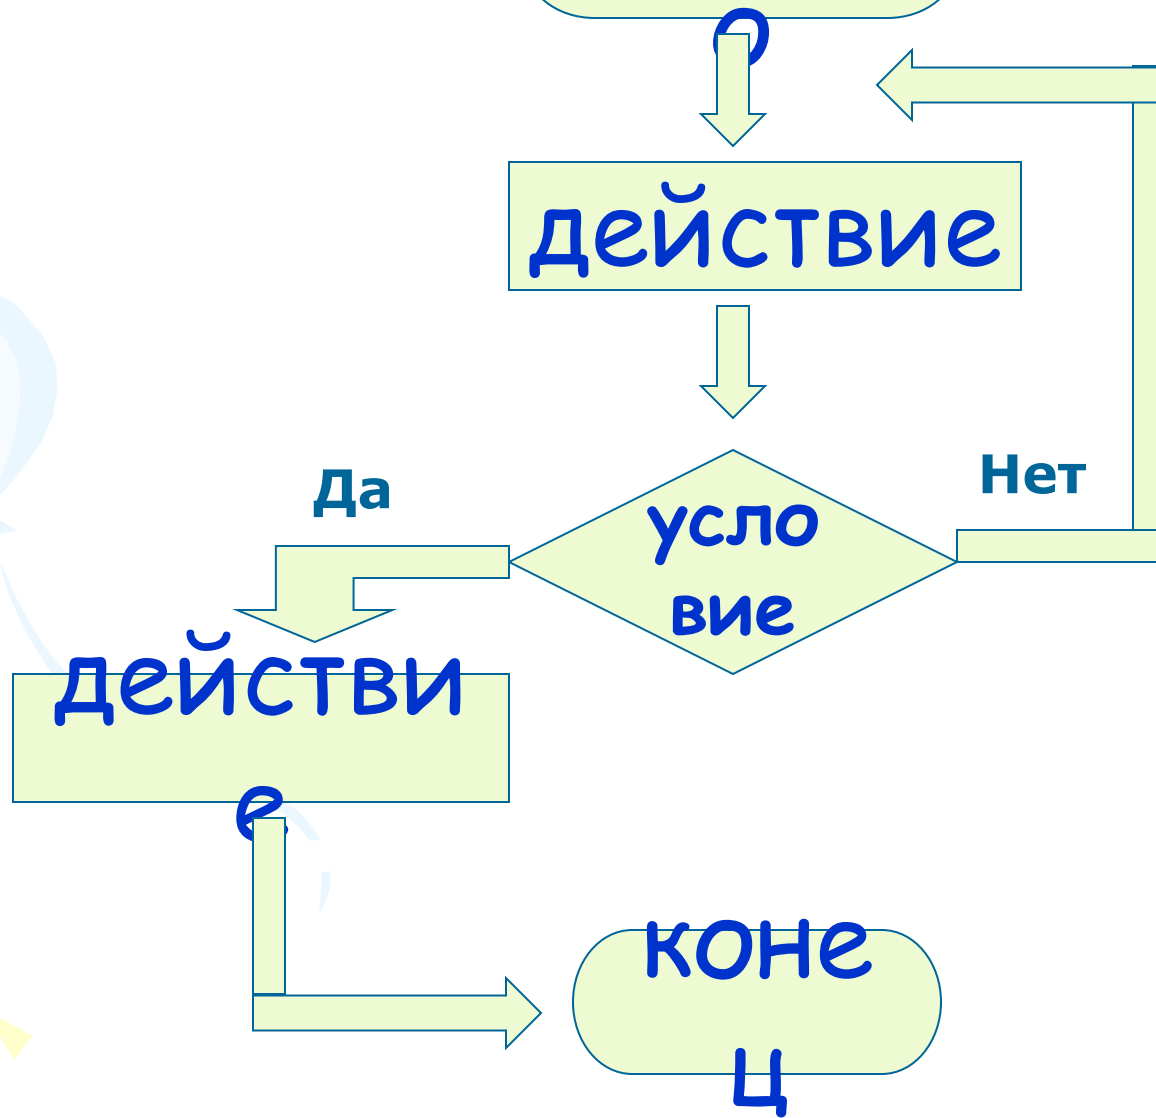 о
действие
Да
Нет
усло
вие
действи
е
коне
ц